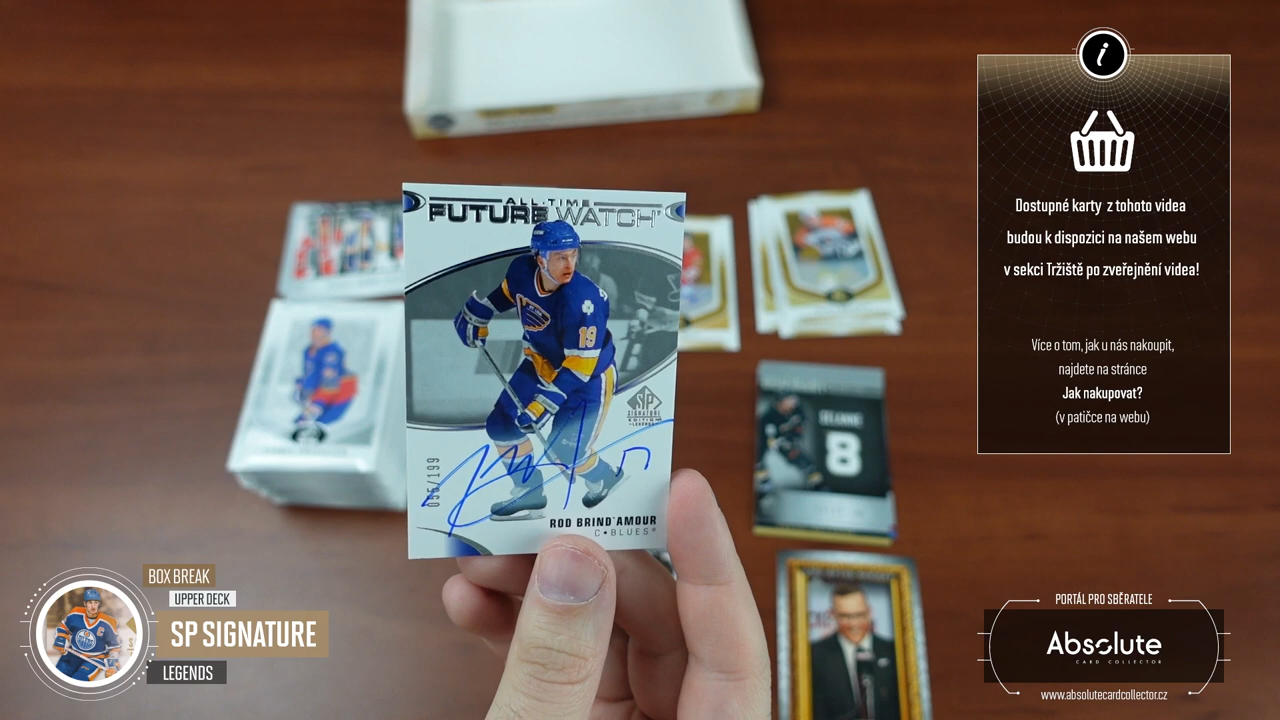 ALL-TIME
FUTURE WATCH
19
SP
SIGNATURE
EDITION
LEGENDS
095/199
ROD BRIND'AMOUR
C•BLUES
8
i
Dostupné karty z tohoto videa
budou k dispozici na našem webu
v sekci Tržiště po zveřejnění videa!
Více o tom, jak u nás nakoupit,
najdete na stránce
Jak nakupovat?
(v patičce na webu)
BOX BREAK
UPPER DECK
SP SIGNATURE
LEGENDS
PORTÁL PRO SBĚRATELE
Absolute
CARD COLLECTOR
www.absolutecardcollector.cz